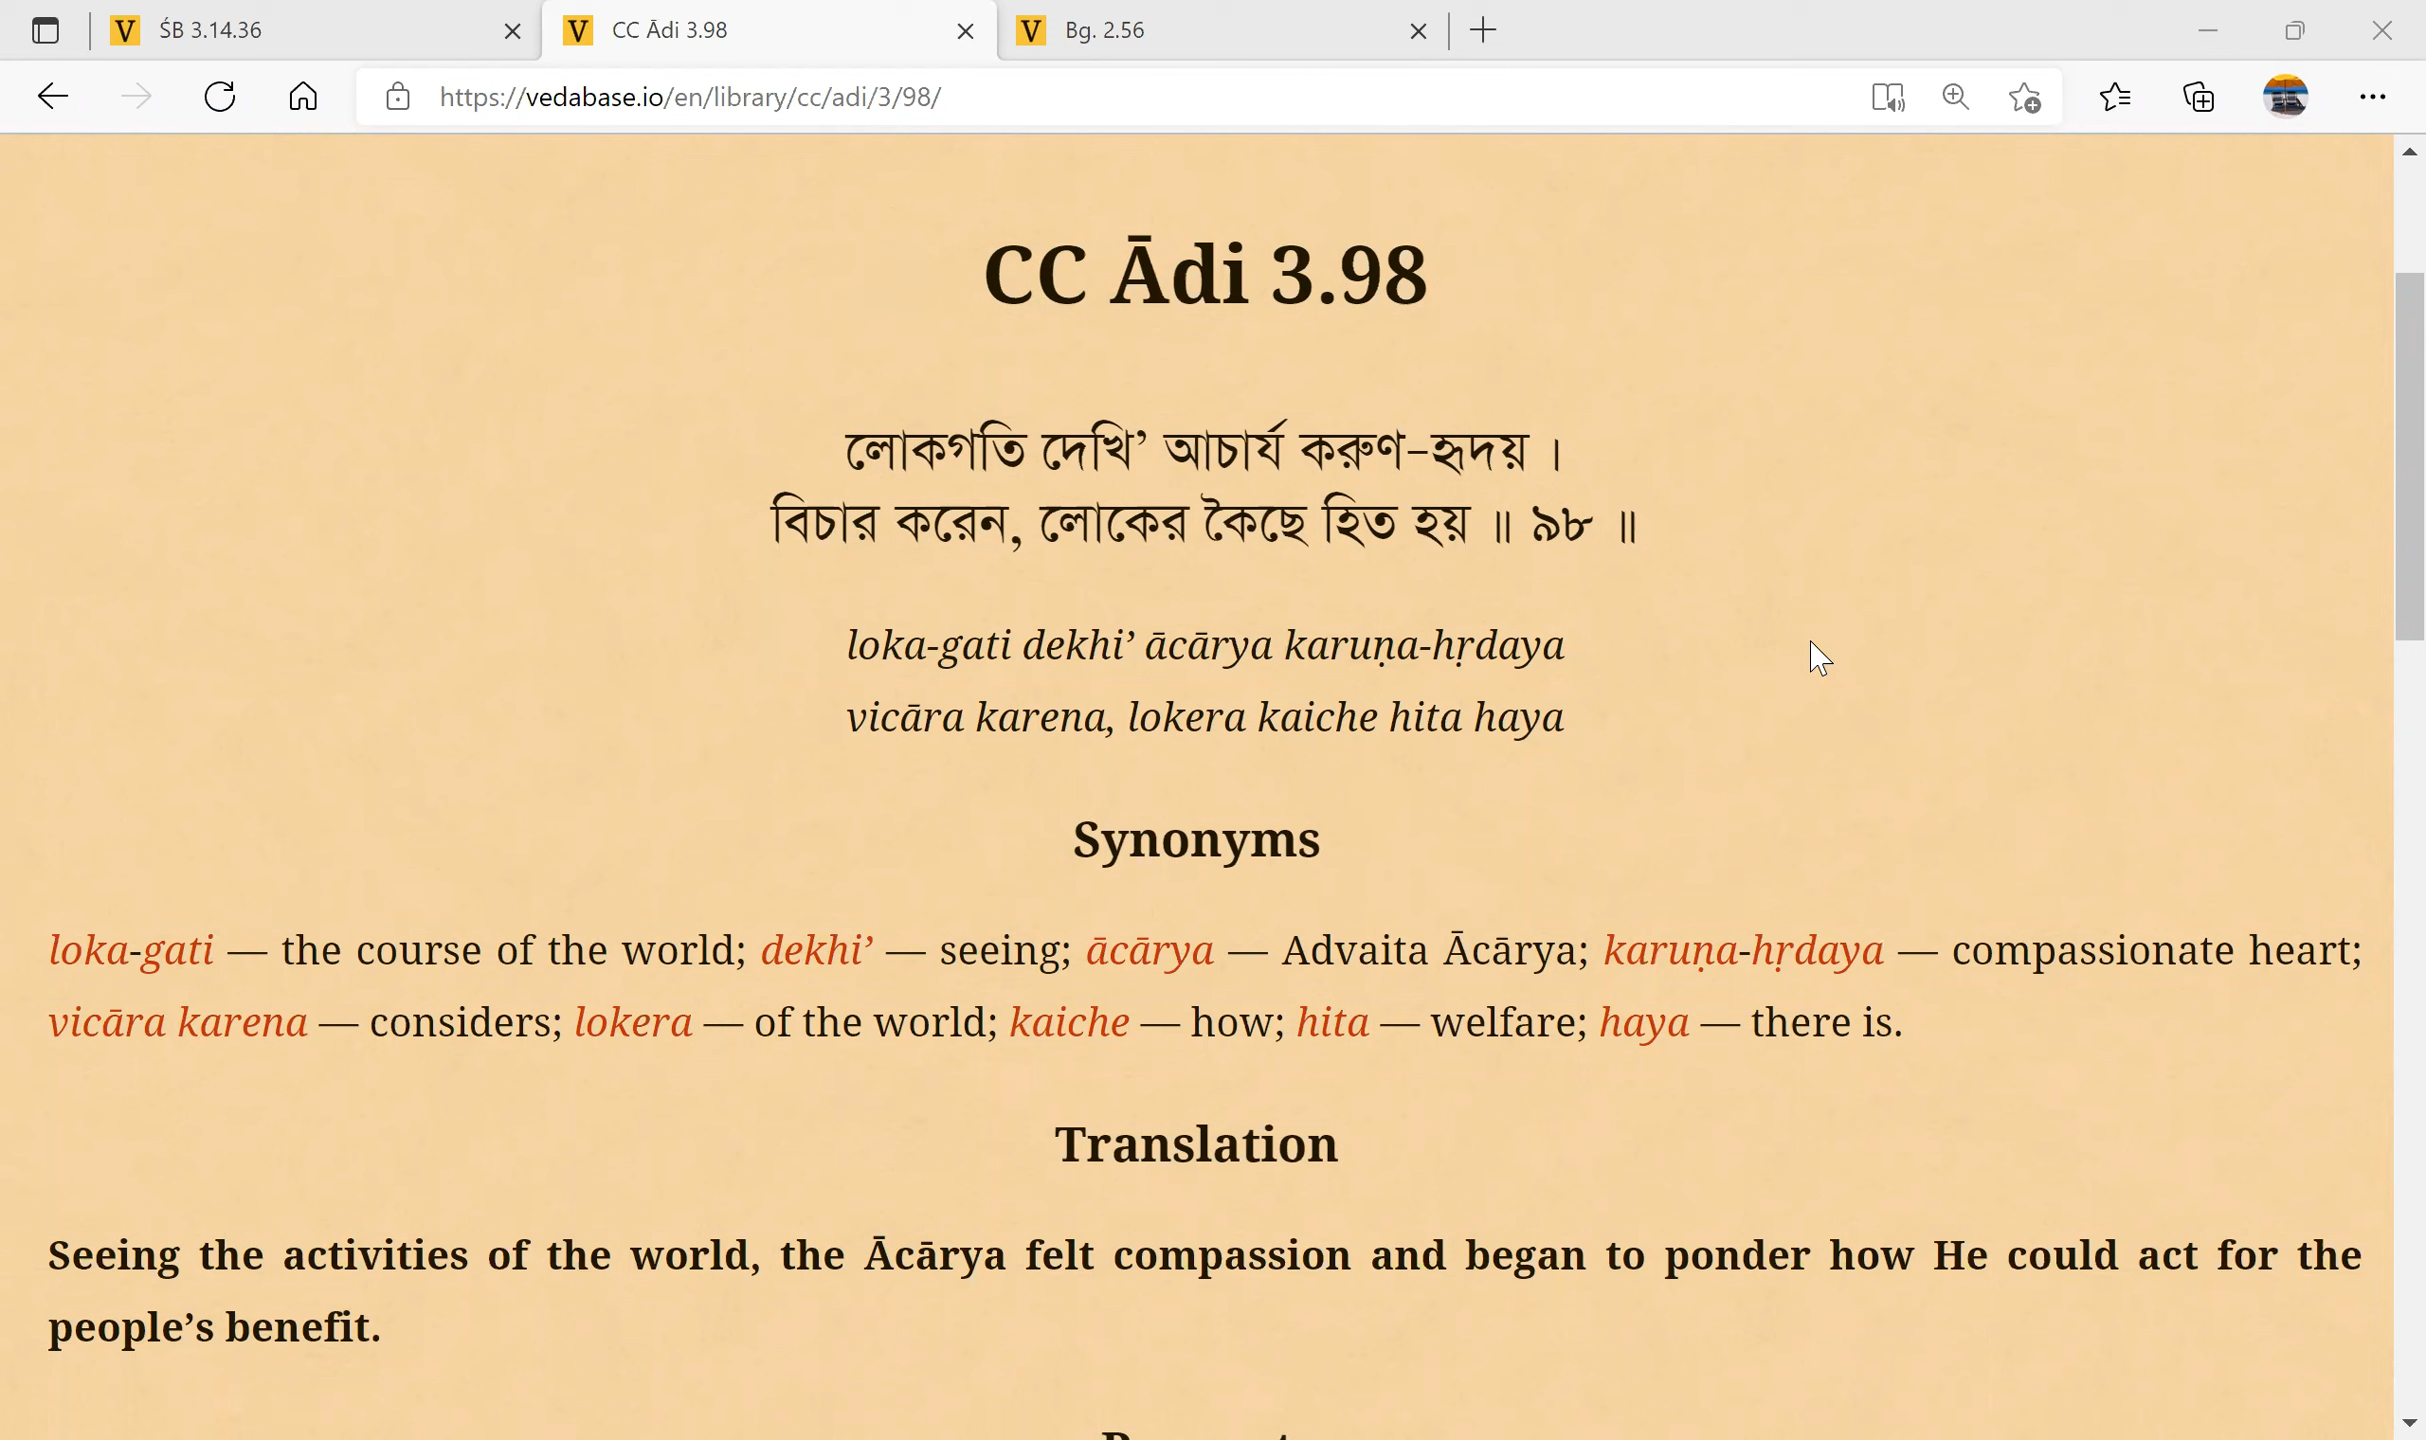 V ŚB 3.14.36
V CC Ādi 3.98
V Bg. 2.56
https://vedabase.io/en/library/cc/adi/3/98/
CC Ādi 3.98
লোকগতি দেখি’ আচার্য করুণ-হৃদয় ।
বিচার করেন, লোকের কৈছে হিত হয় ॥ ৯৮ ॥
loka-gati dekhi’ ācārya karuṇa-hṛdaya
vicāra karena, lokera kaiche hita haya
Synonyms
loka-gati — the course of the world; dekhi’ — seeing; ācārya — Advaita Ācārya; karuṇa-hṛdaya — compassionate heart;
vicāra karena — considers; lokera — of the world; kaiche — how; hita — welfare; haya — there is.
Translation
Seeing the activities of the world, the Ācārya felt compassion and began to ponder how He could act for the
people’s benefit.